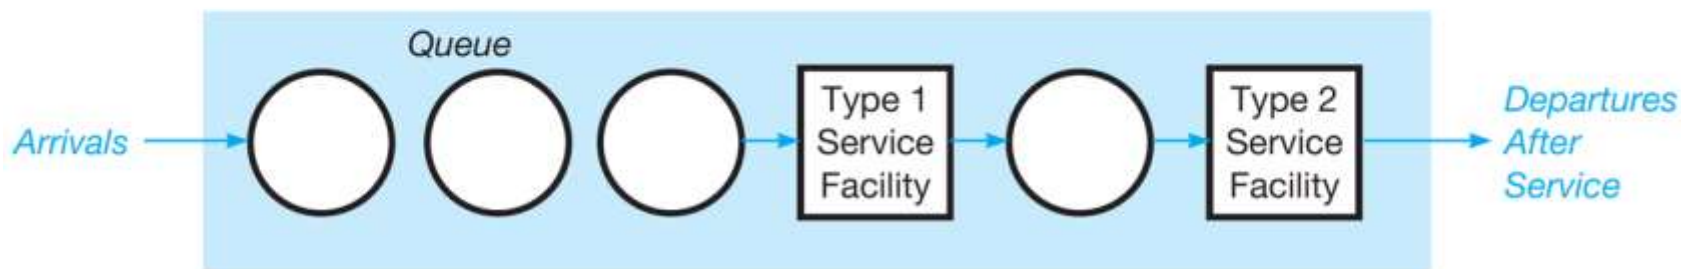 Queue
Arrivals
Type 1
Service
Facility
Type 2
Service
Facility
Departures
After
Service